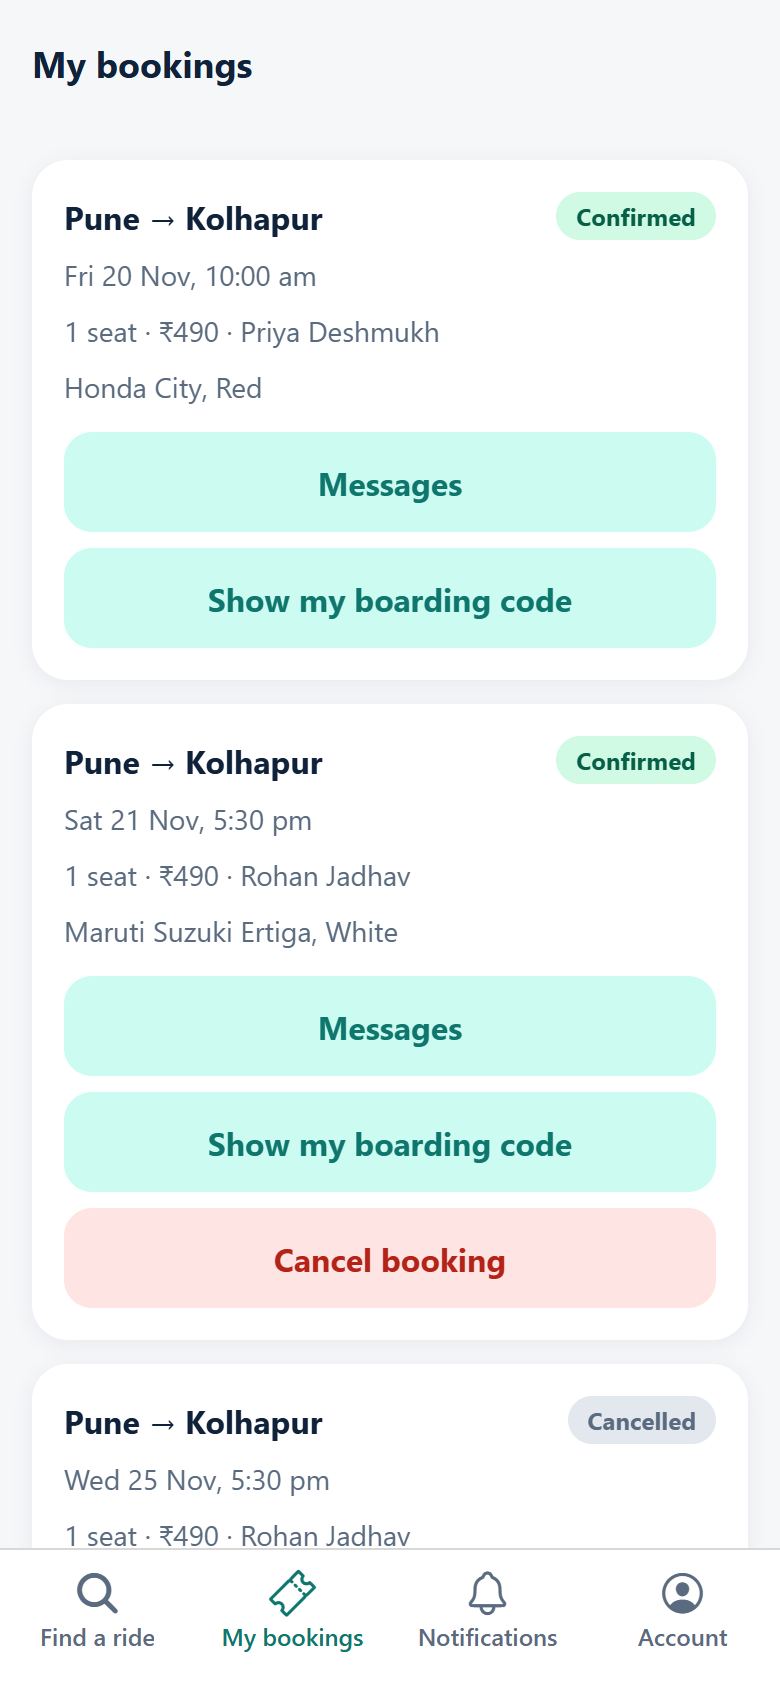 My bookings
Pune → Kolhapur
Confirmed
Fri 20 Nov, 10:00 am
1 seat · ₹490 · Priya Deshmukh
Honda City, Red
Messages
Show my boarding code
Pune → Kolhapur
Confirmed
Sat 21 Nov, 5:30 pm
1 seat · ₹490 · Rohan Jadhav
Maruti Suzuki Ertiga, White
Messages
Show my boarding code
Cancel booking
Pune → Kolhapur
Cancelled
Wed 25 Nov, 5:30 pm
1 seat · ₹490 · Rohan Jadhav
Find a ride
My bookings
Notifications
Account